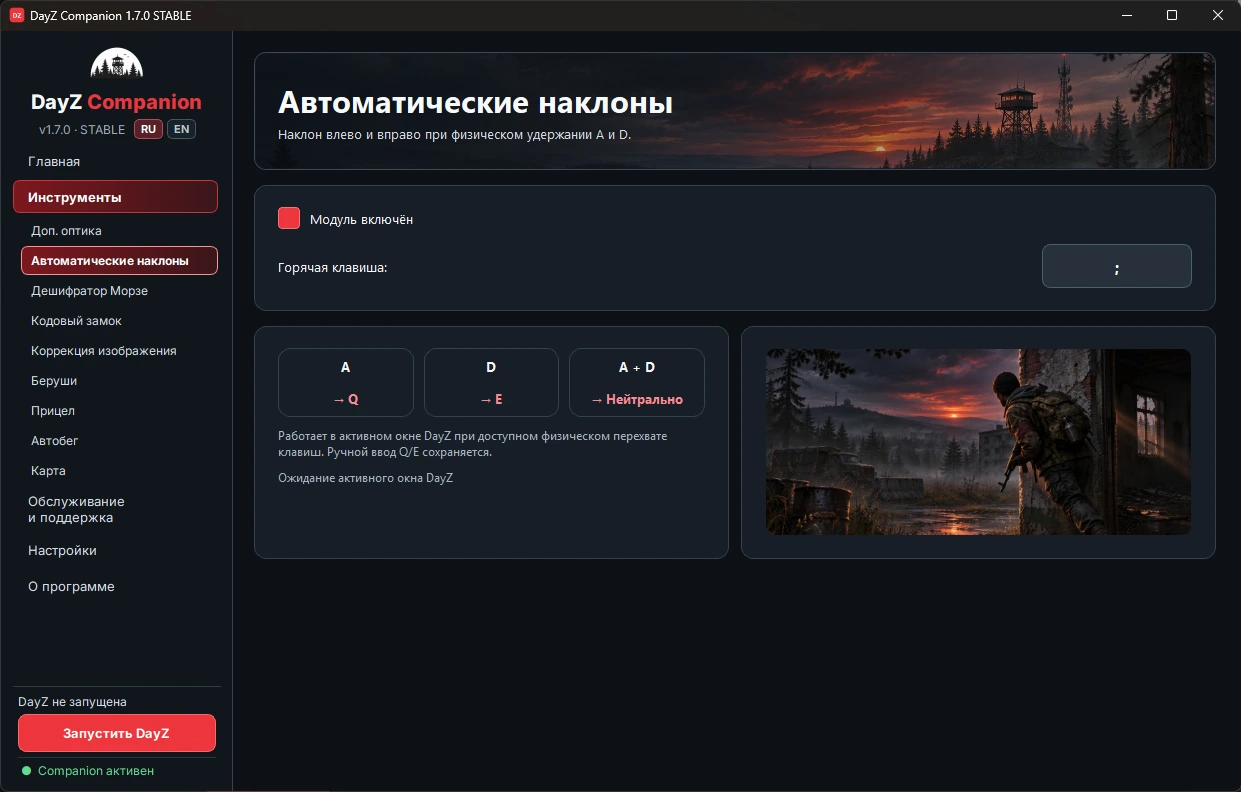 DZ DayZ Companion 1.7.0 STABLE
DayZ Companion
v1.7.0 · STABLE RU EN
Главная
Инструменты
Доп. оптика
Автоматические наклоны
Дешифратор Морзе
Кодовый замок
Коррекция изображения
Беруши
Прицел
Автобег
Карта
Обслуживание
и поддержка
Настройки
О программе
DayZ не запущена
Запустить DayZ
Companion активен
Автоматические наклоны
Наклон влево и вправо при физическом удержании A и D.
Модуль включён
Горячая клавиша: ;
A D A + D
→ Q → E → Нейтрально
Работает в активном окне DayZ при доступном физическом перехвате
клавиш. Ручной ввод Q/E сохраняется.
Ожидание активного окна DayZ